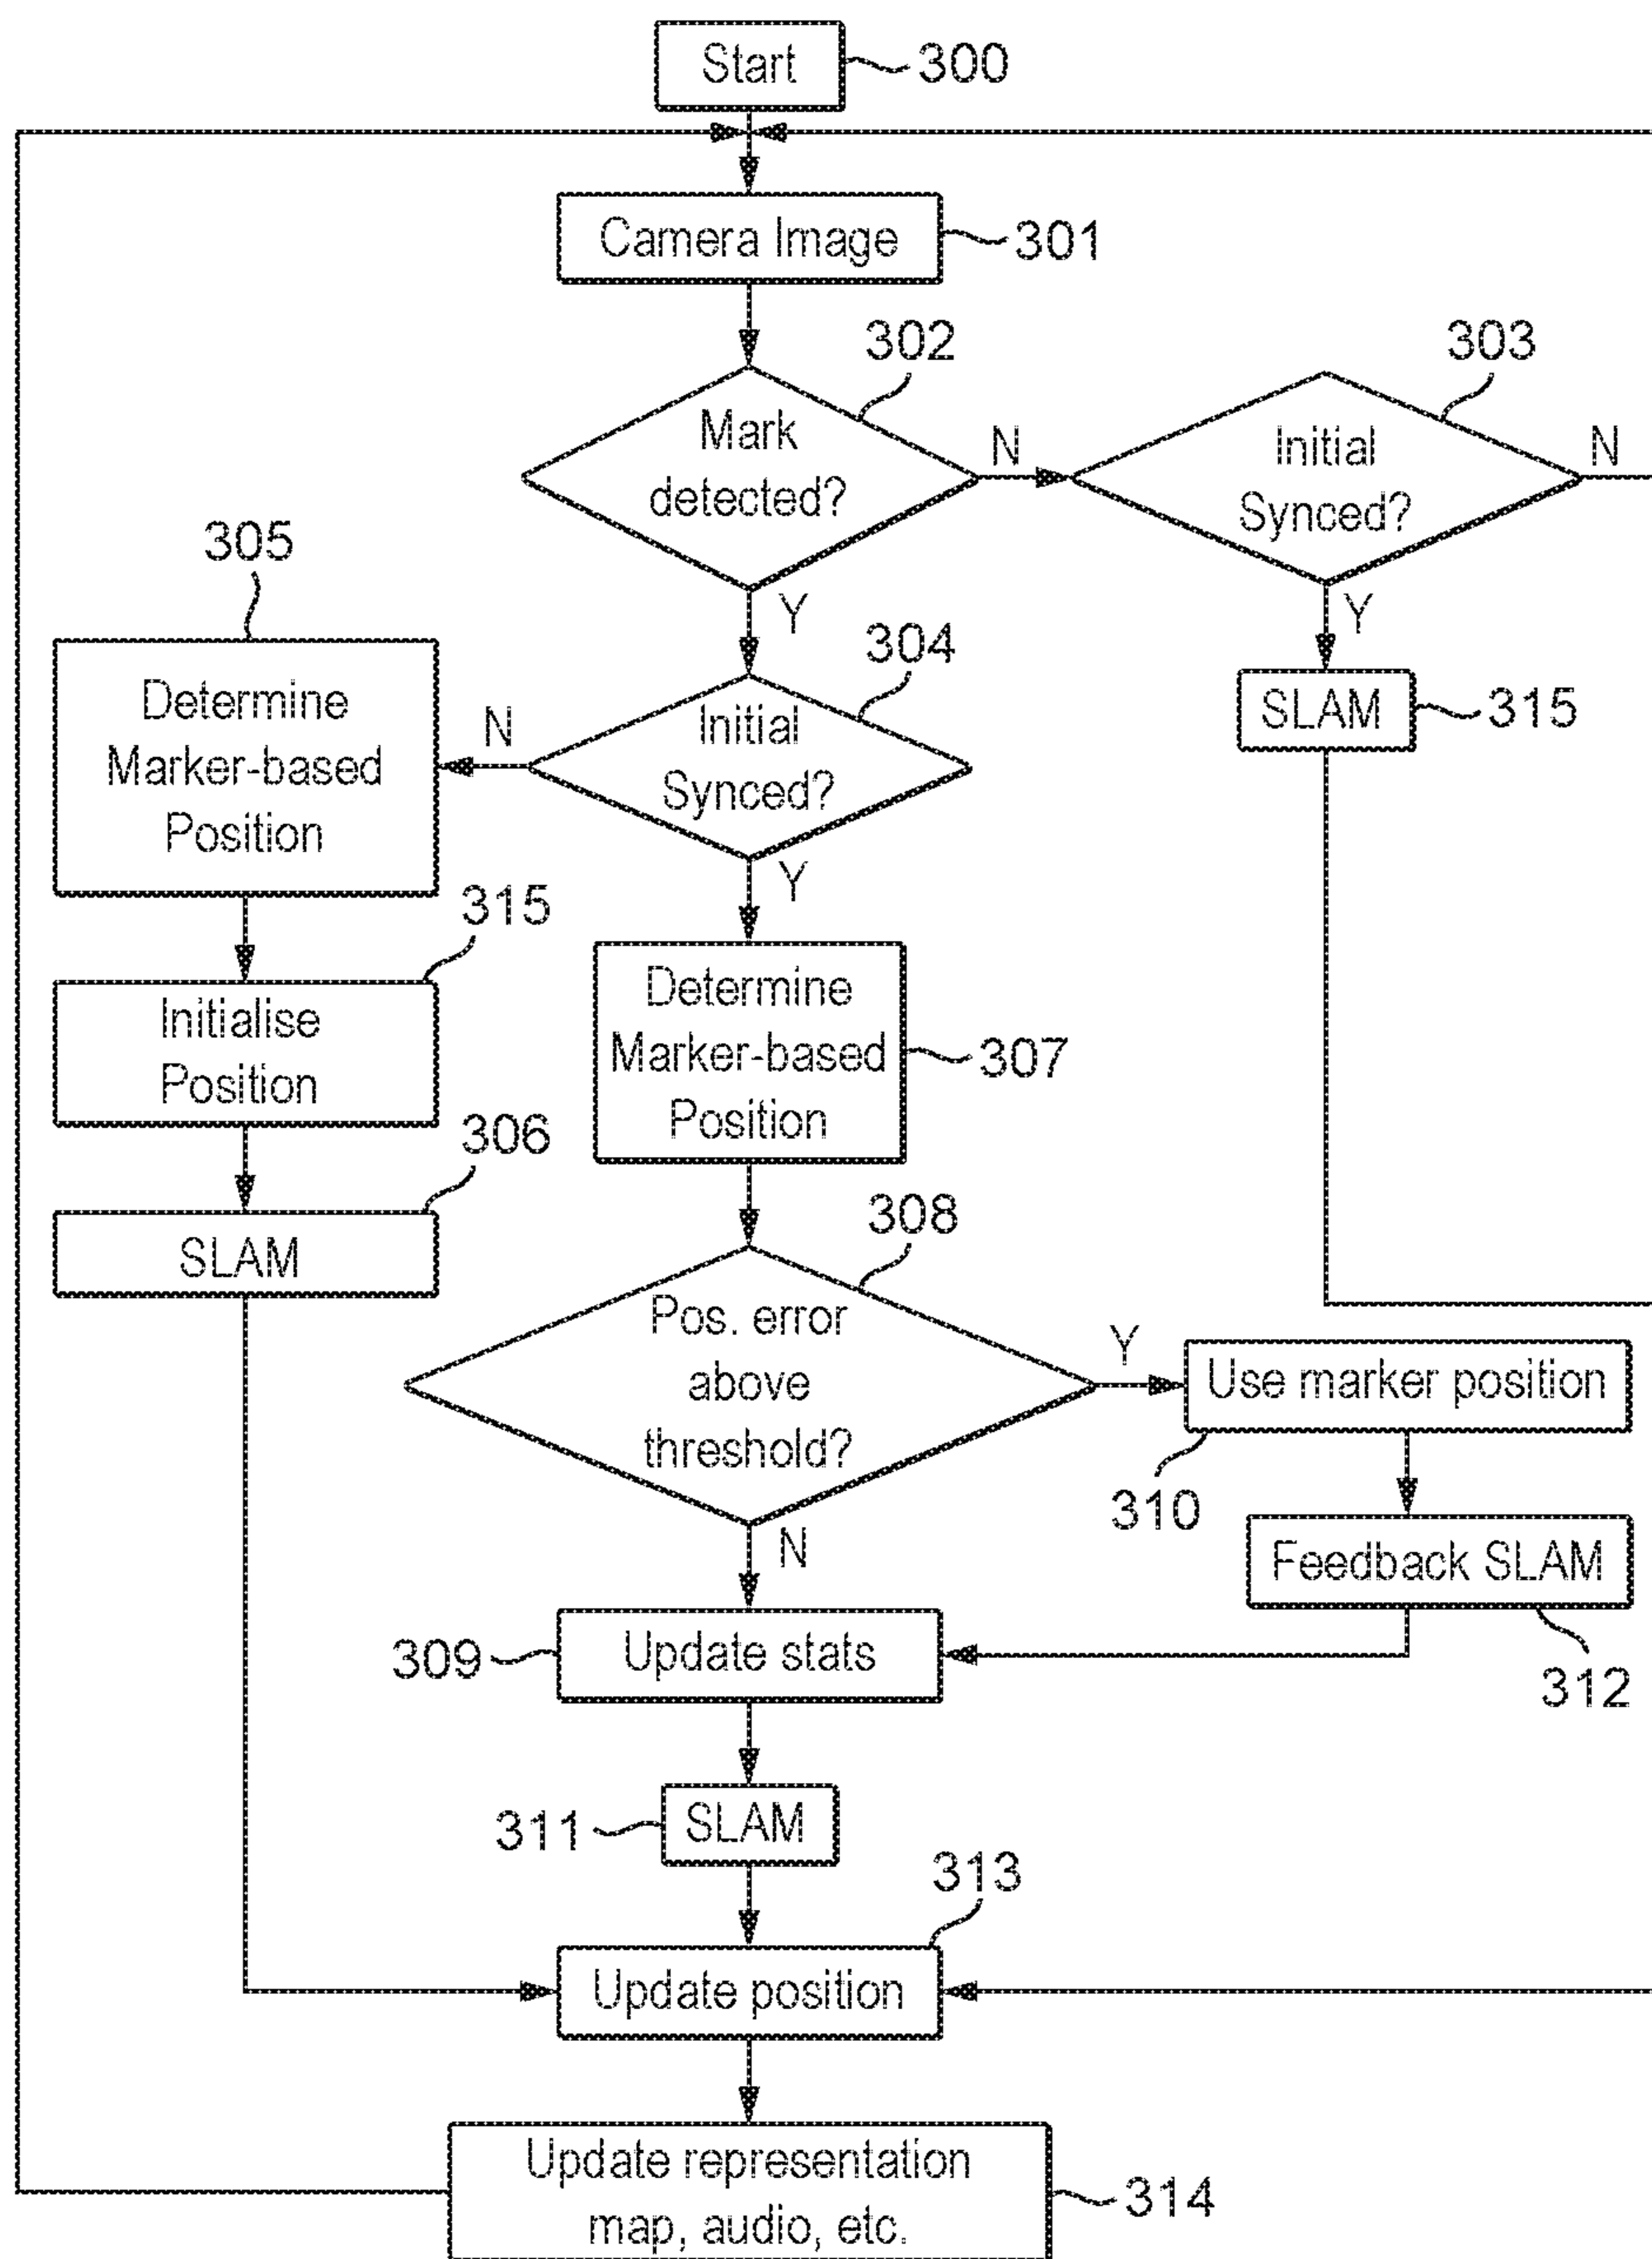 Start
300
Camera Image
301
302
303
Mark
detected?
N
Initial
Synced?
N
Y
Y
305
304
Determine
Marker-based
Position
N
Initial
Synced?
SLAM
315
Y
315
Initialise
Position
Determine
Marker-based
Position
307
306
SLAM
308
Pos. error
above
threshold?
Y
Use marker position
310
N
Feedback SLAM
309
Update stats
312
311
SLAM
313
Update position
Update representation
map, audio, etc.
314